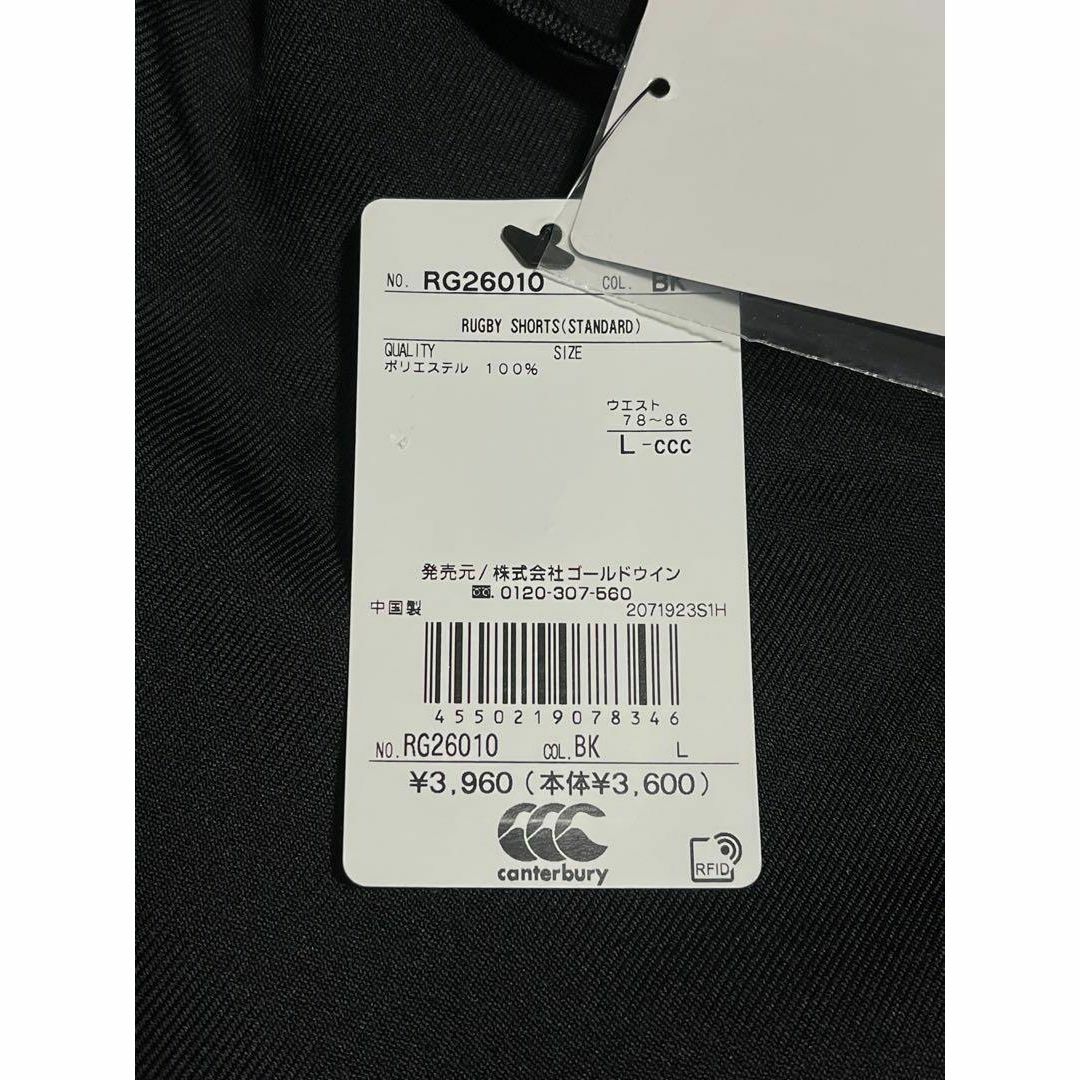 NO. RG26010 COL. BK
RUGBY SHORTS(STANDARD)
QUALITY SIZE
ポリエステル 100%
ウエスト
78~86
L-ccc
発売元/株式会社ゴールドウイン
0120-307-560
中国製 2071923S1H
4550219078346
NO.RG26010 COL.BK L
¥3,960(本体¥3,600)
canterbury
RFID